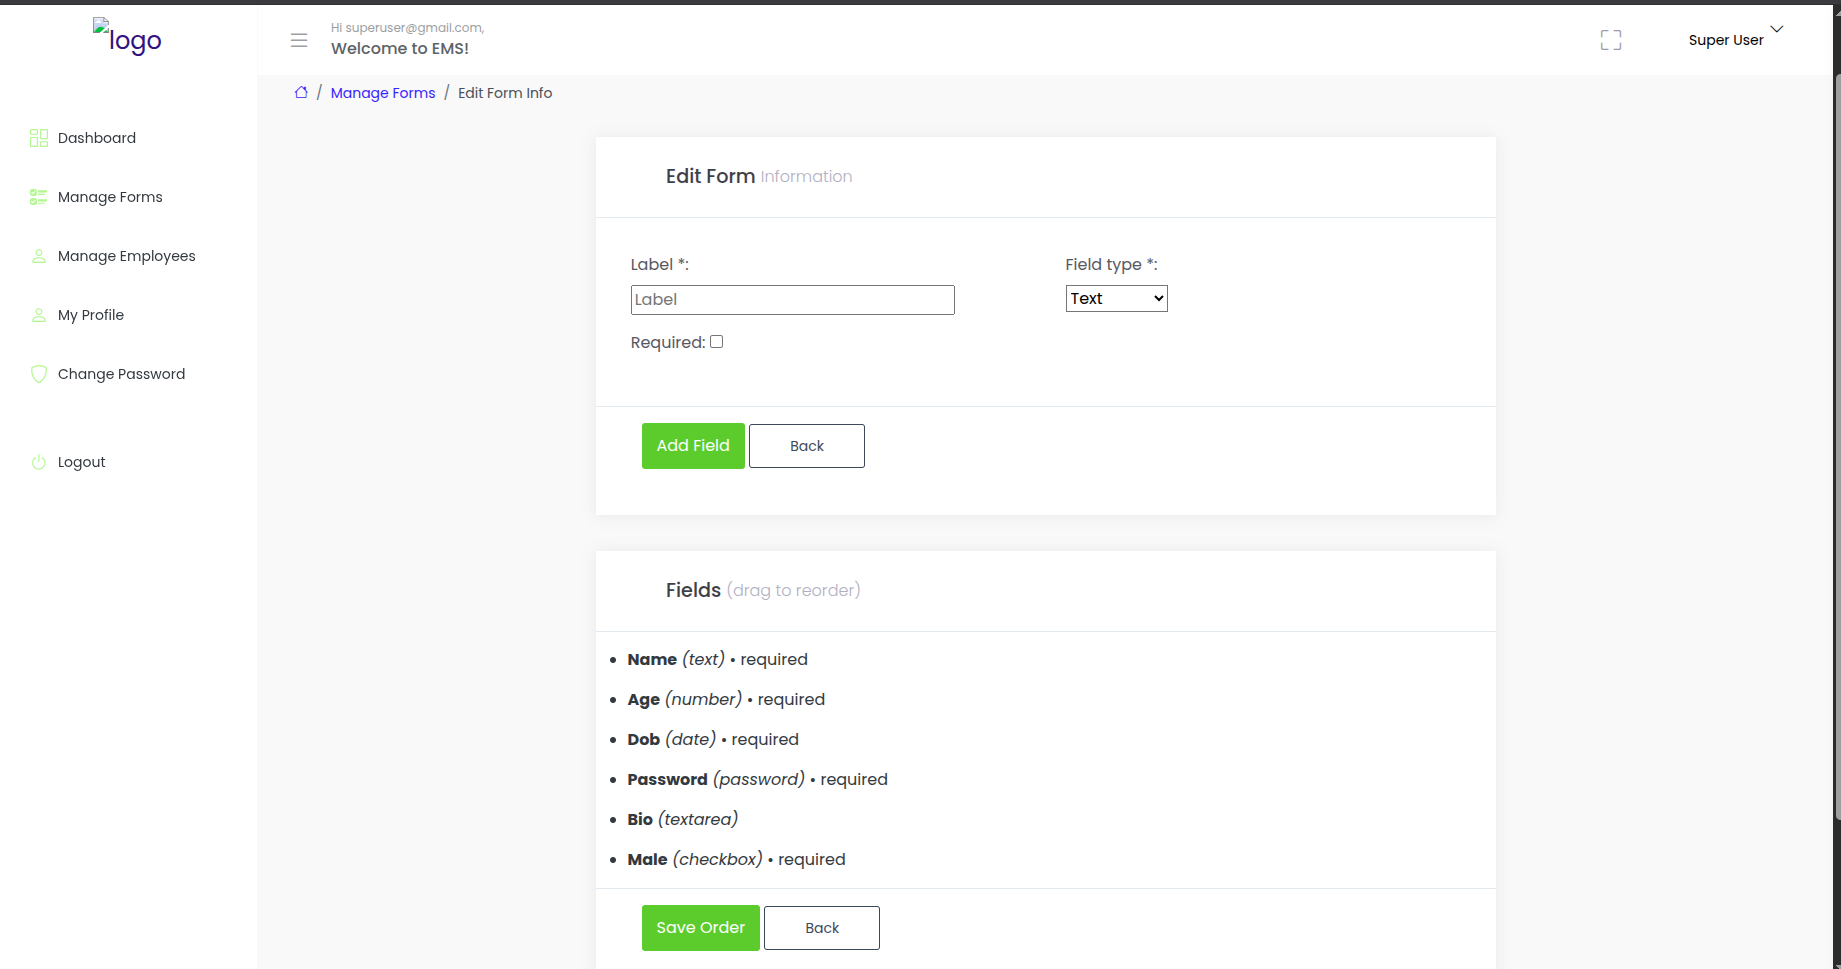 logo
Hi superuser@gmail.com,
Welcome to EMS!
Super User
/ Manage Forms / Edit Form Info
Dashboard
Manage Forms
Manage Employees
My Profile
Change Password
Logout
Edit Form Information
Label *:
Field type *:
Label
Text
Required:
Add Field
Back
Fields (drag to reorder)
• Name (text) • required
• Age (number) • required
• Dob (date) • required
• Password (password) • required
• Bio (textarea)
• Male (checkbox) • required
Save Order
Back